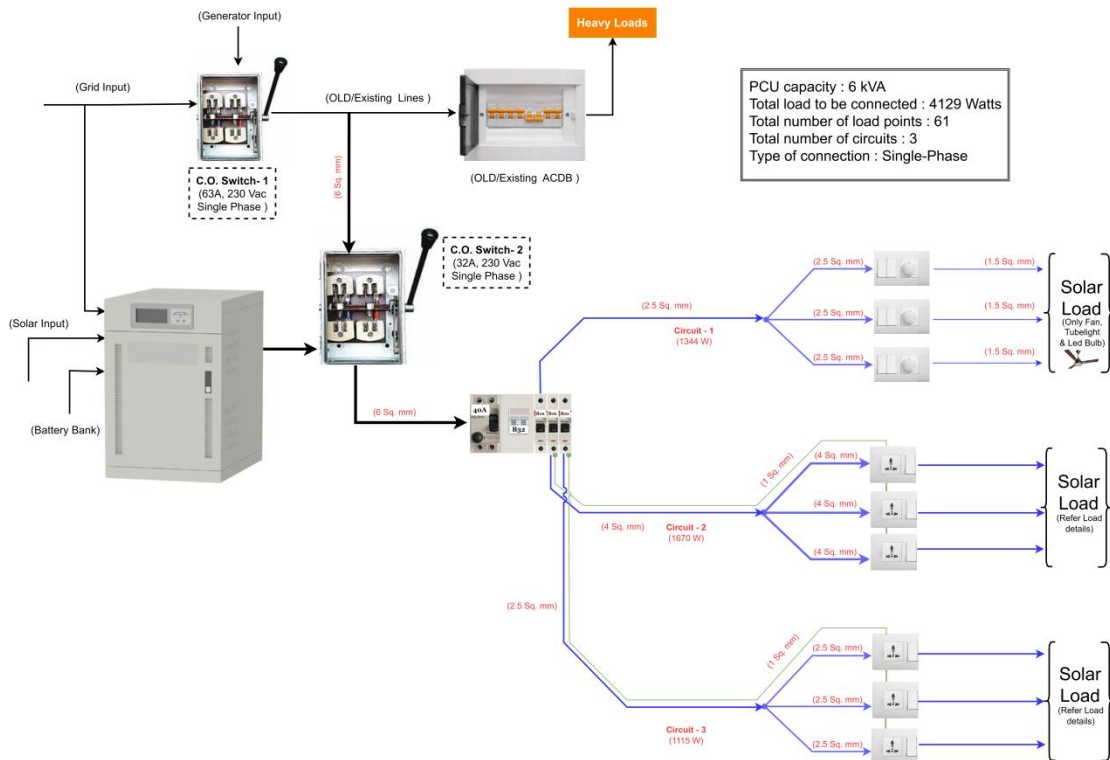 (Generator Input)
Heavy Loads
(Grid Input)
(OLD/Existing Lines )
(OLD/Existing ACDB )
C.O. Switch- 1
(63A, 230 Vac
Single Phase )
(6 Sq. mm)
PCU capacity : 6 kVA
Total load to be connected : 4129 Watts
Total number of load points : 61
Total number of circuits : 3
Type of connection : Single-Phase
C.O. Switch- 2
(32A, 230 Vac
Single Phase )
(Solar Input)
(Battery Bank)
(6 Sq. mm)
40A
B32
(2.5 Sq. mm)
Circuit - 1
(1344 W)
(2.5 Sq. mm)
(1.5 Sq. mm)
(2.5 Sq. mm)
(1.5 Sq. mm)
(2.5 Sq. mm)
(1.5 Sq. mm)
Solar
Load
(Only Fan,
Tubelight
& Led Bulb)
(4 Sq. mm)
Circuit - 2
(1670 W)
(1 Sq. mm)
(4 Sq. mm)
(4 Sq. mm)
(4 Sq. mm)
Solar
Load
(Refer Load
details)
(2.5 Sq. mm)
Circuit - 3
(1115 W)
(1 Sq. mm)
(2.5 Sq. mm)
(2.5 Sq. mm)
(2.5 Sq. mm)
Solar
Load
(Refer Load
details)